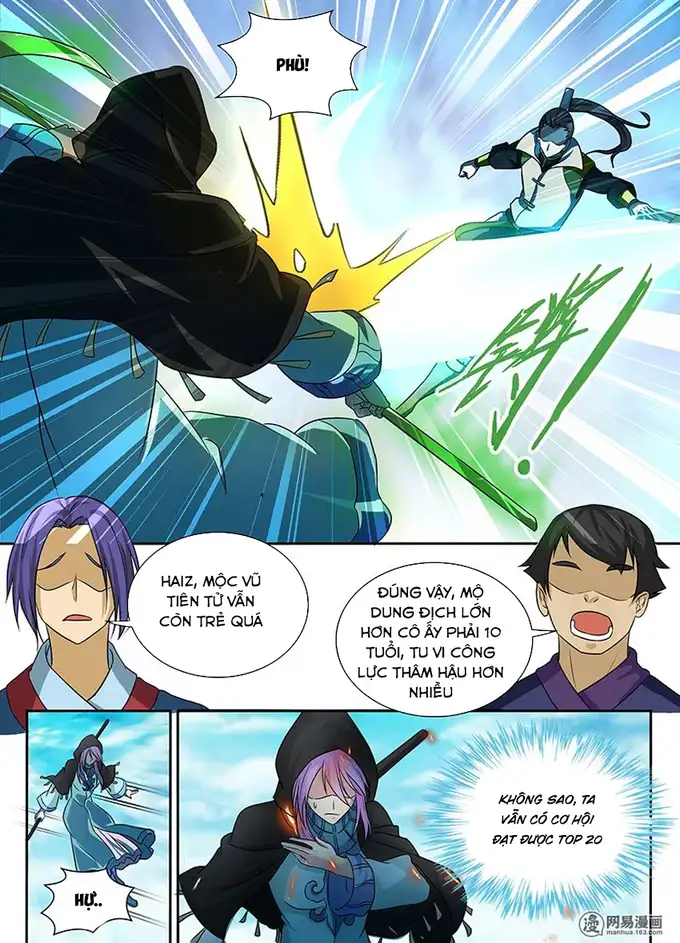 PHÙ!
HAIZ, MỘC VŨ
TIÊN TỬ VẪN
CÒN TRẺ QUÁ
ĐÚNG VẬY, MỘ
DUNG ĐỊCH LỚN
HƠN CÔ ẤY PHẢI 10
TUỔI, TU VI CÔNG
LỰC THÂM HẬU HƠN
NHIỀU
KHÔNG SAO, TA
VẪN CÓ CƠ HỘI
ĐẠT ĐƯỢC TOP 20
HỰ..
网易漫画
manhua.163.com